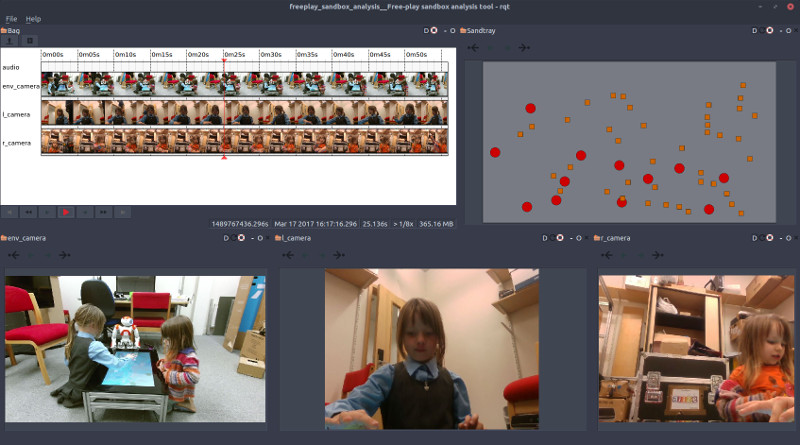 freeplay_sandbox_analysis__Free-play sandbox analysis tool - rqt
File Help
Bag
D - O
Sandtray
D - O
0m00s 0m05s 0m10s 0m15s 0m20s 0m25s 0m30s 0m35s 0m40s 0m45s 0m50s
audio
env_camera
l_camera
r_camera
1489767436.296s Mar 17 2017 16:17:16.296 25.136s > 1/8x 365.16 MB
env_camera
D - O
l_camera
D - O
r_camera
D - O